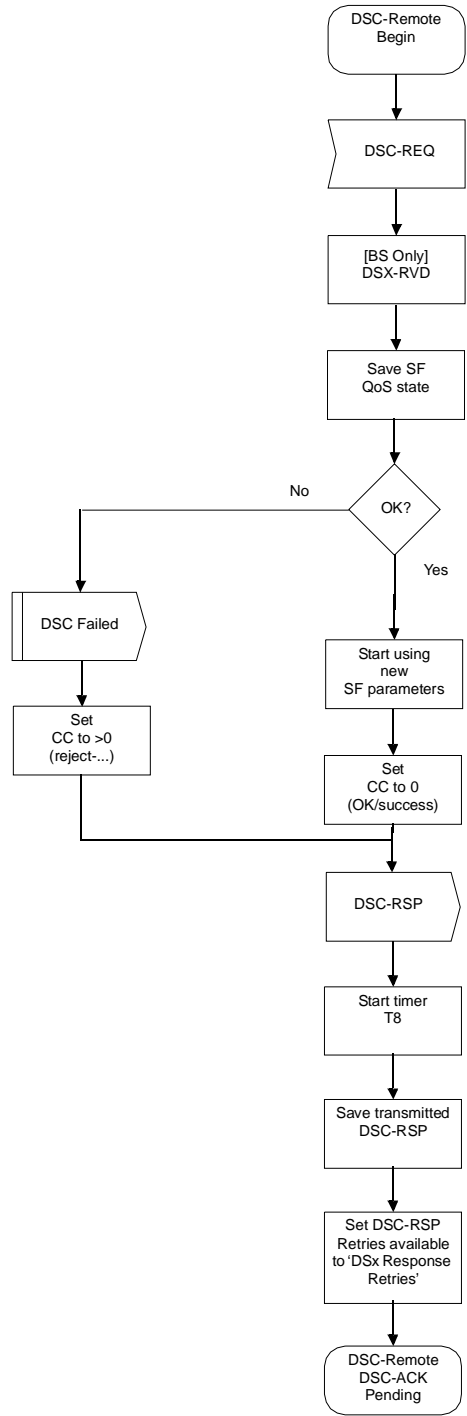 DSC-Remote
Begin
DSC-REQ
[BS Only]
DSX-RVD
Save SF
QoS state
OK?
No
Yes
DSC Failed
Set
CC to >0
(reject-...)
Start using
new
SF parameters
Set
CC to 0
(OK/success)
DSC-RSP
Start timer
T8
Save transmitted
DSC-RSP
Set DSC-RSP
Retries available
to ‘DSx Response
Retries’
DSC-Remote
DSC-ACK
Pending